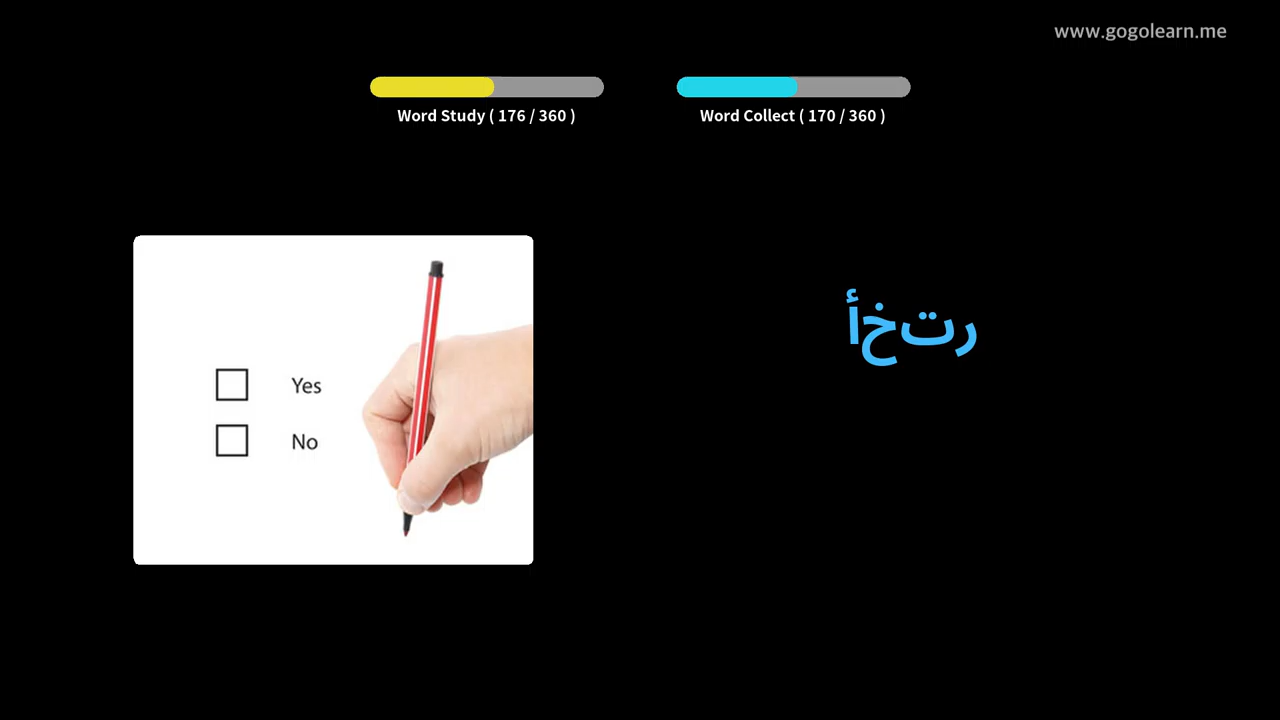 www.gogolearn.me
Word Study ( 176 / 360 )
Word Collect ( 170 / 360 )
Yes
No
رتخأ